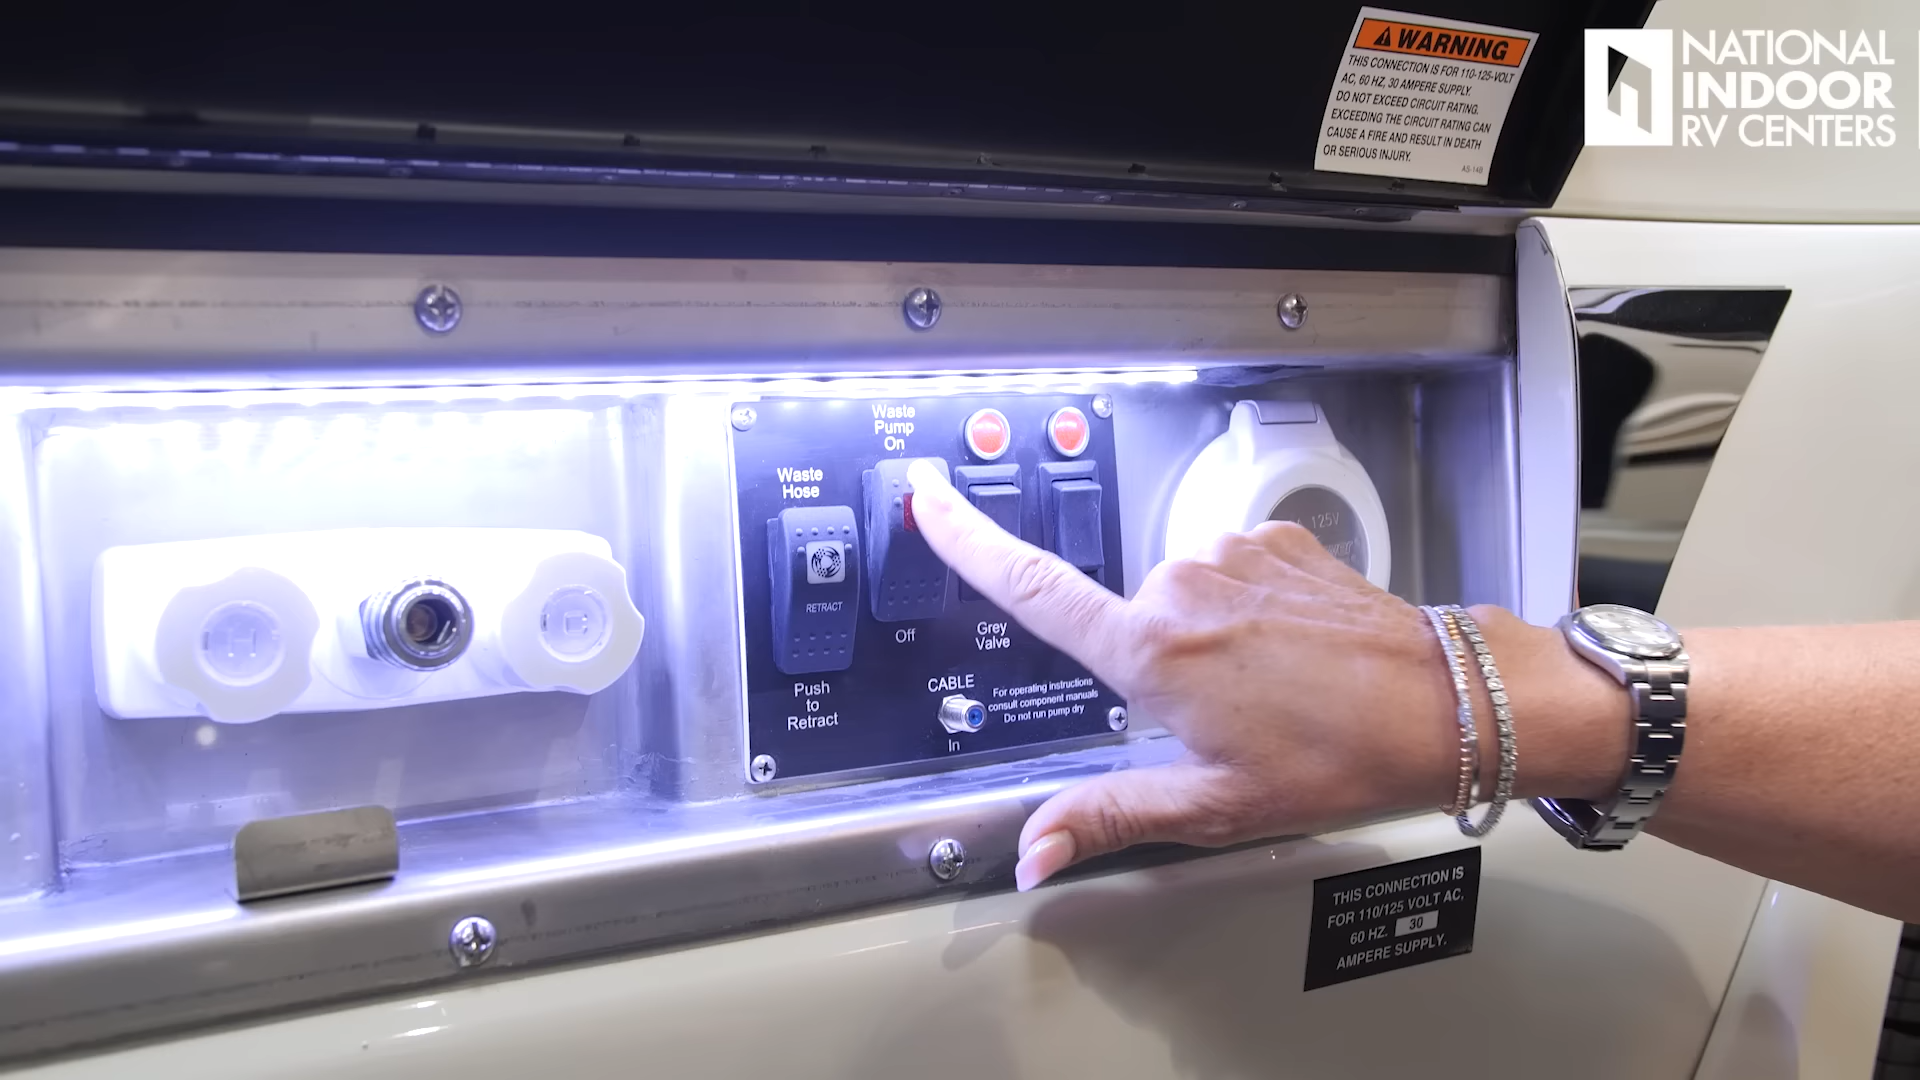 WARNING
THIS CONNECTION IS FOR 110-125-VOLT
AC, 60 HZ, 30 AMPERE SUPPLY.
DO NOT EXCEED CIRCUIT RATING.
EXCEEDING THE CIRCUIT RATING CAN
CAUSE A FIRE AND RESULT IN DEATH
OR SERIOUS INJURY.
AS-14B
NATIONAL
INDOOR
RV CENTERS
Waste
Pump
On
Waste
Hose
RETRACT
Push
to
Retract
Off
Grey
Valve
CABLE
In
For operating instructions
consult component manuals
Do not run pump dry
125V
H
C
THIS CONNECTION IS
FOR 110/125 VOLT AC,
60 HZ. 30
AMPERE SUPPLY.